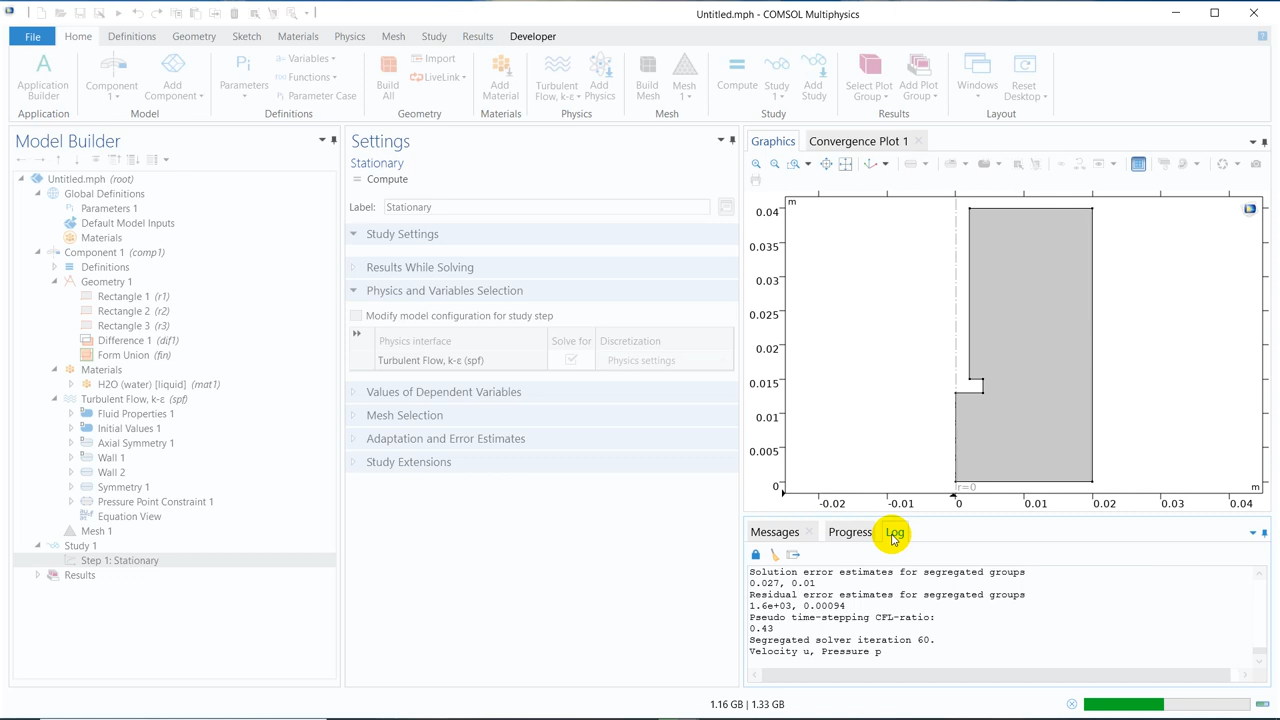 Untitled.mph - COMSOL Multiphysics
File Home Definitions Geometry Sketch Materials Physics Mesh Study Results Developer
Application Builder
Component 1
Add Component
Parameters
Variables
Functions
Parameter Case
Build All
Import
LiveLink
Add Material
Turbulent Flow, k-ε
Add Physics
Build Mesh
Mesh 1
Compute
Study 1
Add Study
Select Plot Group
Add Plot Group
Windows
Reset Desktop
Application Model Definitions Geometry Materials Physics Mesh Study Results Layout
Model Builder
Untitled.mph (root)
Global Definitions
Parameters 1
Default Model Inputs
Materials
Component 1 (comp1)
Definitions
Geometry 1
Rectangle 1 (r1)
Rectangle 2 (r2)
Rectangle 3 (r3)
Difference 1 (dif1)
Form Union (fin)
Materials
H2O (water) [liquid] (mat1)
Turbulent Flow, k-ε (spf)
Fluid Properties 1
Initial Values 1
Axial Symmetry 1
Wall 1
Wall 2
Symmetry 1
Pressure Point Constraint 1
Equation View
Mesh 1
Study 1
Step 1: Stationary
Results
Settings
Stationary
= Compute
Label: Stationary
Study Settings
Results While Solving
Physics and Variables Selection
Modify model configuration for study step
Physics interface Solve for Discretization
Turbulent Flow, k-ε (spf) Physics settings
Values of Dependent Variables
Mesh Selection
Adaptation and Error Estimates
Study Extensions
Graphics Convergence Plot 1
m
0.04
0.035
0.03
0.025
0.02
0.015
0.01
0.005
0
r=0
m
-0.02 -0.01 0 0.01 0.02 0.03 0.04
Messages Progress Log
Solution error estimates for segregated groups
0.027, 0.01
Residual error estimates for segregated groups
1.6e+03, 0.00094
Pseudo time-stepping CFL-ratio:
0.43
Segregated solver iteration 60.
Velocity u, Pressure p
1.16 GB | 1.33 GB